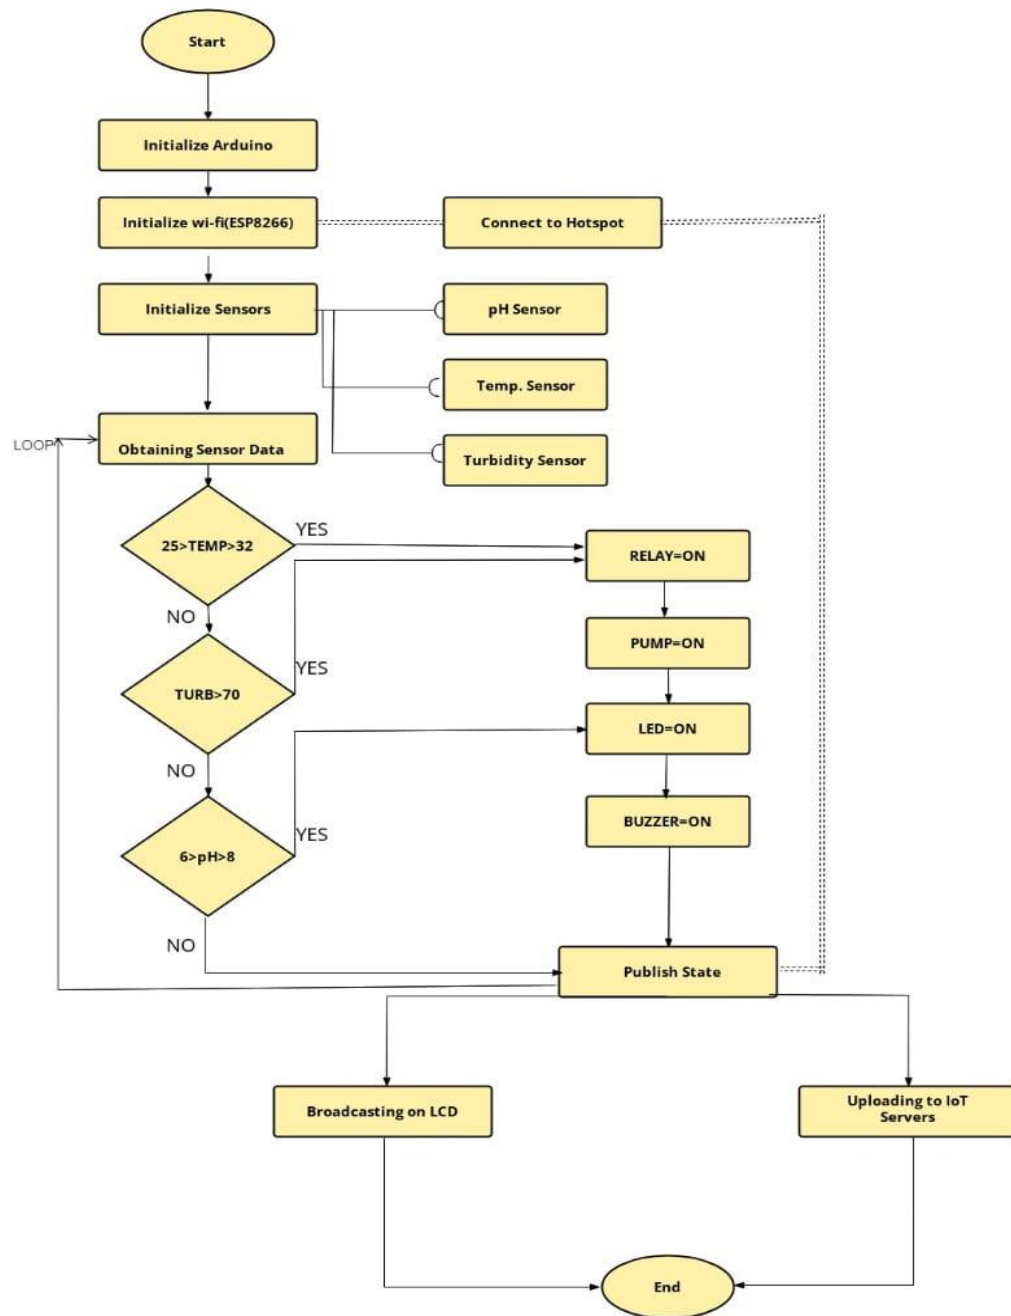 Start
Initialize Arduino
Initialize wi-fi(ESP8266)
Connect to Hotspot
Initialize Sensors
pH Sensor
Temp. Sensor
LOOP
Obtaining Sensor Data
Turbidity Sensor
YES
25>TEMP>32
RELAY=ON
NO
PUMP=ON
YES
TURB>70
LED=ON
NO
BUZZER=ON
YES
6>pH>8
NO
Publish State
Broadcasting on LCD
Uploading to IoT
Servers
End